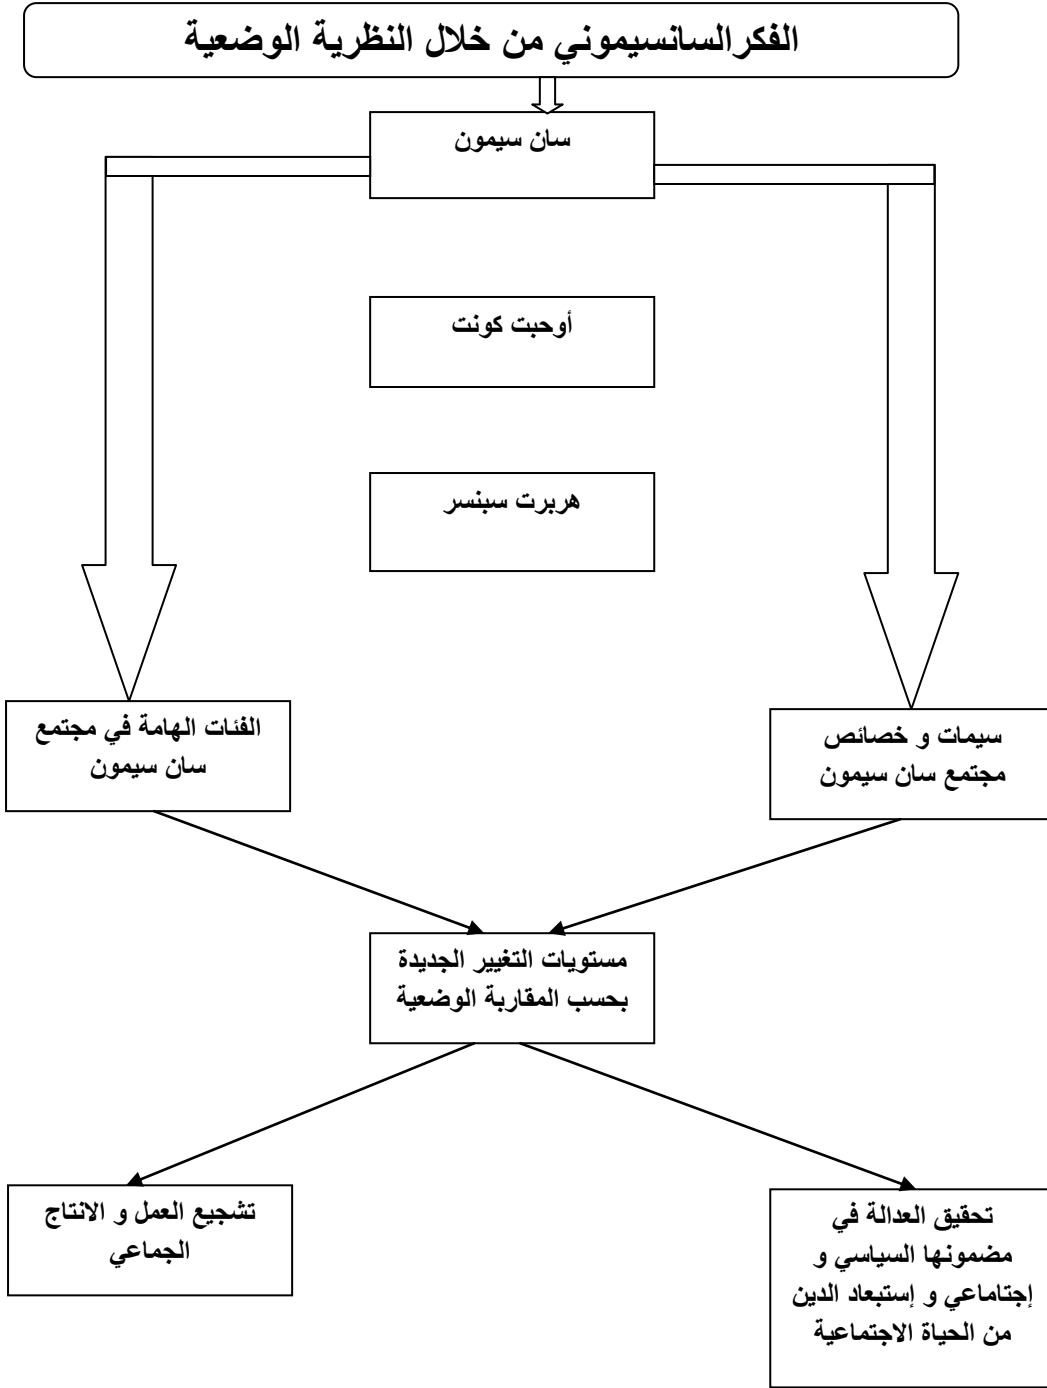 الفكرالسانسيموني من خلال النظرية الوضعية
سان سيمون
أوحبت كونت
هربرت سبنسر
سيمات و خصائص
مجتمع سان سيمون
الفئات الهامة في مجتمع
سان سيمون
مستويات التغيير الجديدة
بحسب المقاربة الوضعية
تحقيق العدالة في
مضمونها السياسي و
إجتاماعي و إستبعاد الدين
من الحياة الاجتماعية
تشجيع العمل و الانتاج
الجماعي